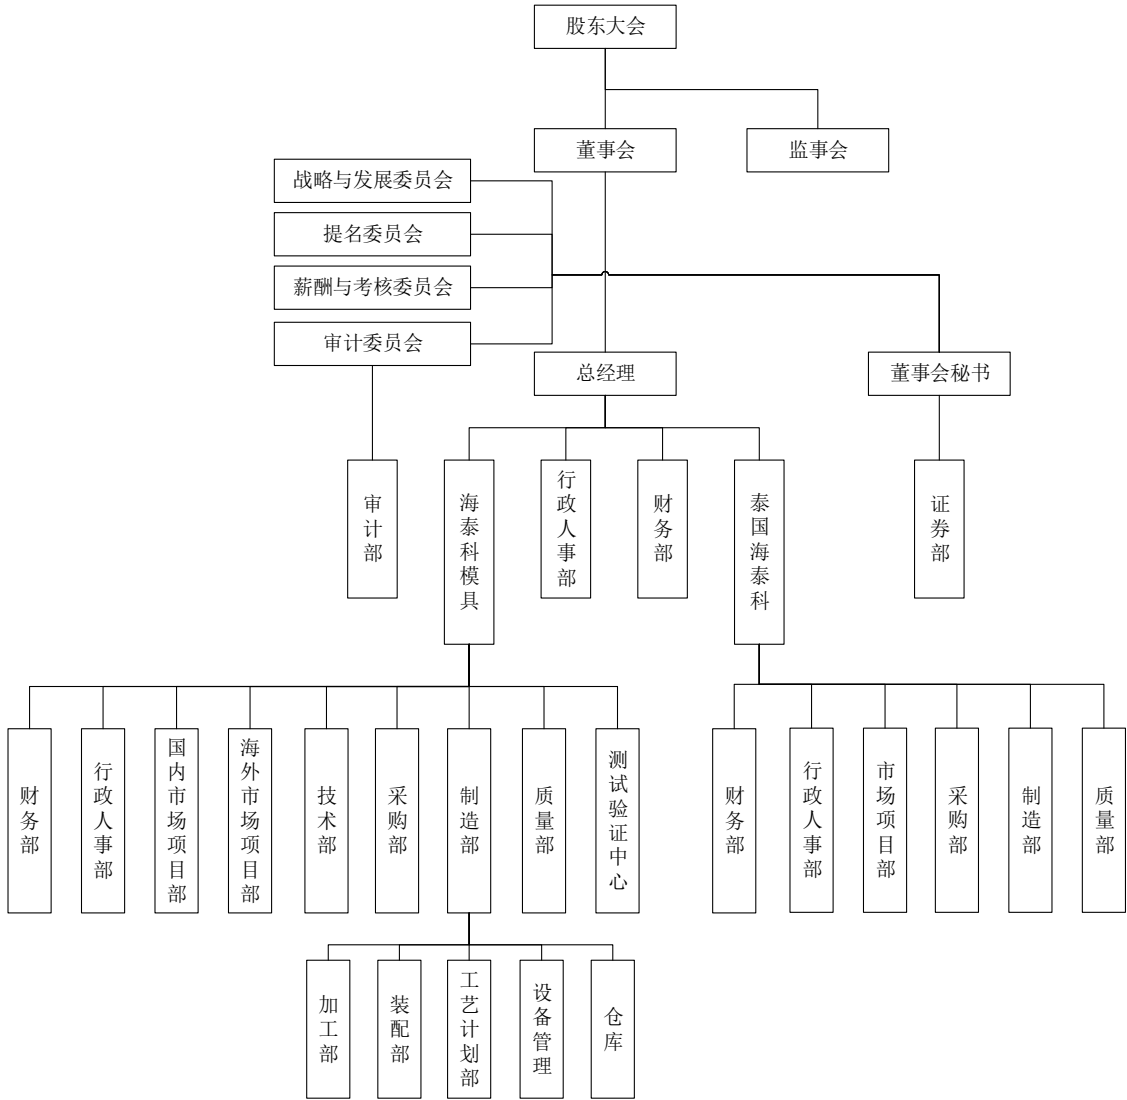 股东大会
董事会
监事会
战略与发展委员会
提名委员会
薪酬与考核委员会
审计委员会
总经理
董事会秘书
审计部
海泰科模具
行政人事部
财务部
泰国海泰科
证券部
财务部
行政人事部
国内市场项目部
海外市场项目部
技术部
采购部
制造部
质量部
测试验证中心
财务部
行政人事部
市场项目部
采购部
制造部
质量部
加工部
装配部
工艺计划部
设备管理
仓库